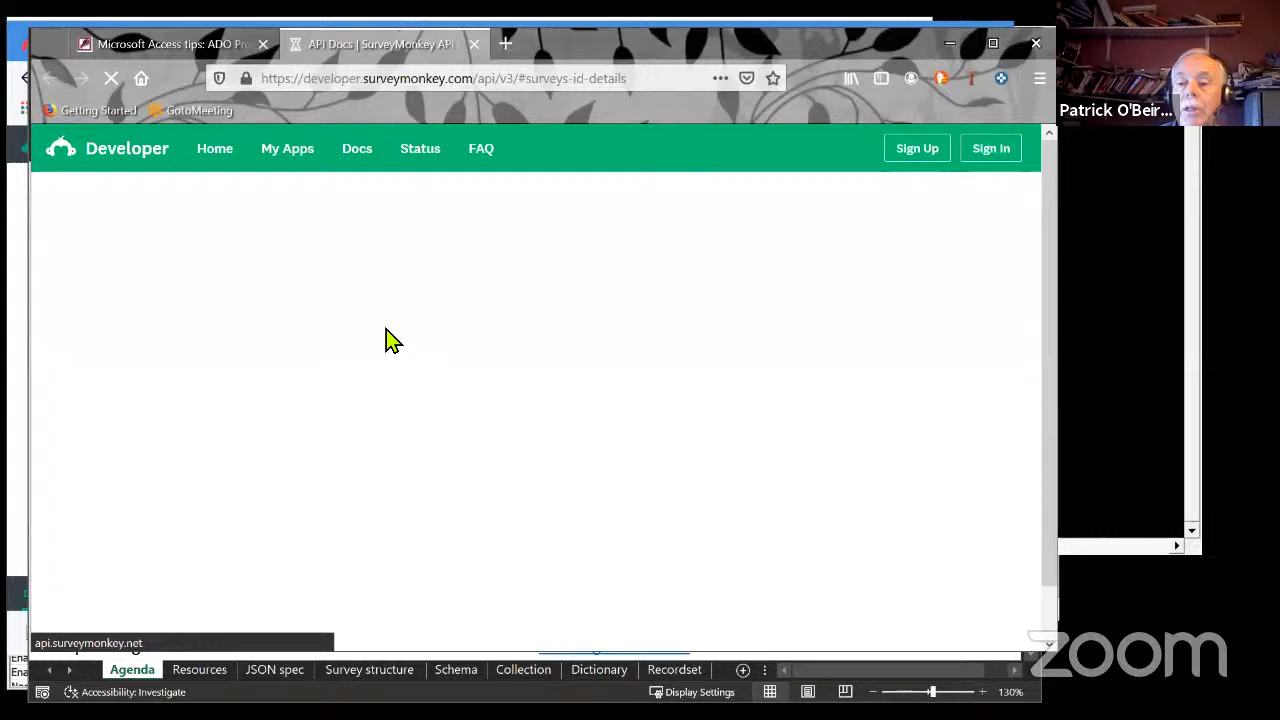 Microsoft Access tips: ADO Pro
API Docs | SurveyMonkey API
https://developer.surveymonkey.com/api/v3/#surveys-id-details
Getting Started
GotoMeeting
Patrick O'Beir...
Developer
Home
My Apps
Docs
Status
FAQ
Sign Up
Sign In
api.surveymonkey.net
Agenda
Resources
JSON spec
Survey structure
Schema
Collection
Dictionary
Recordset
Accessibility: Investigate
Display Settings
130%
zoom